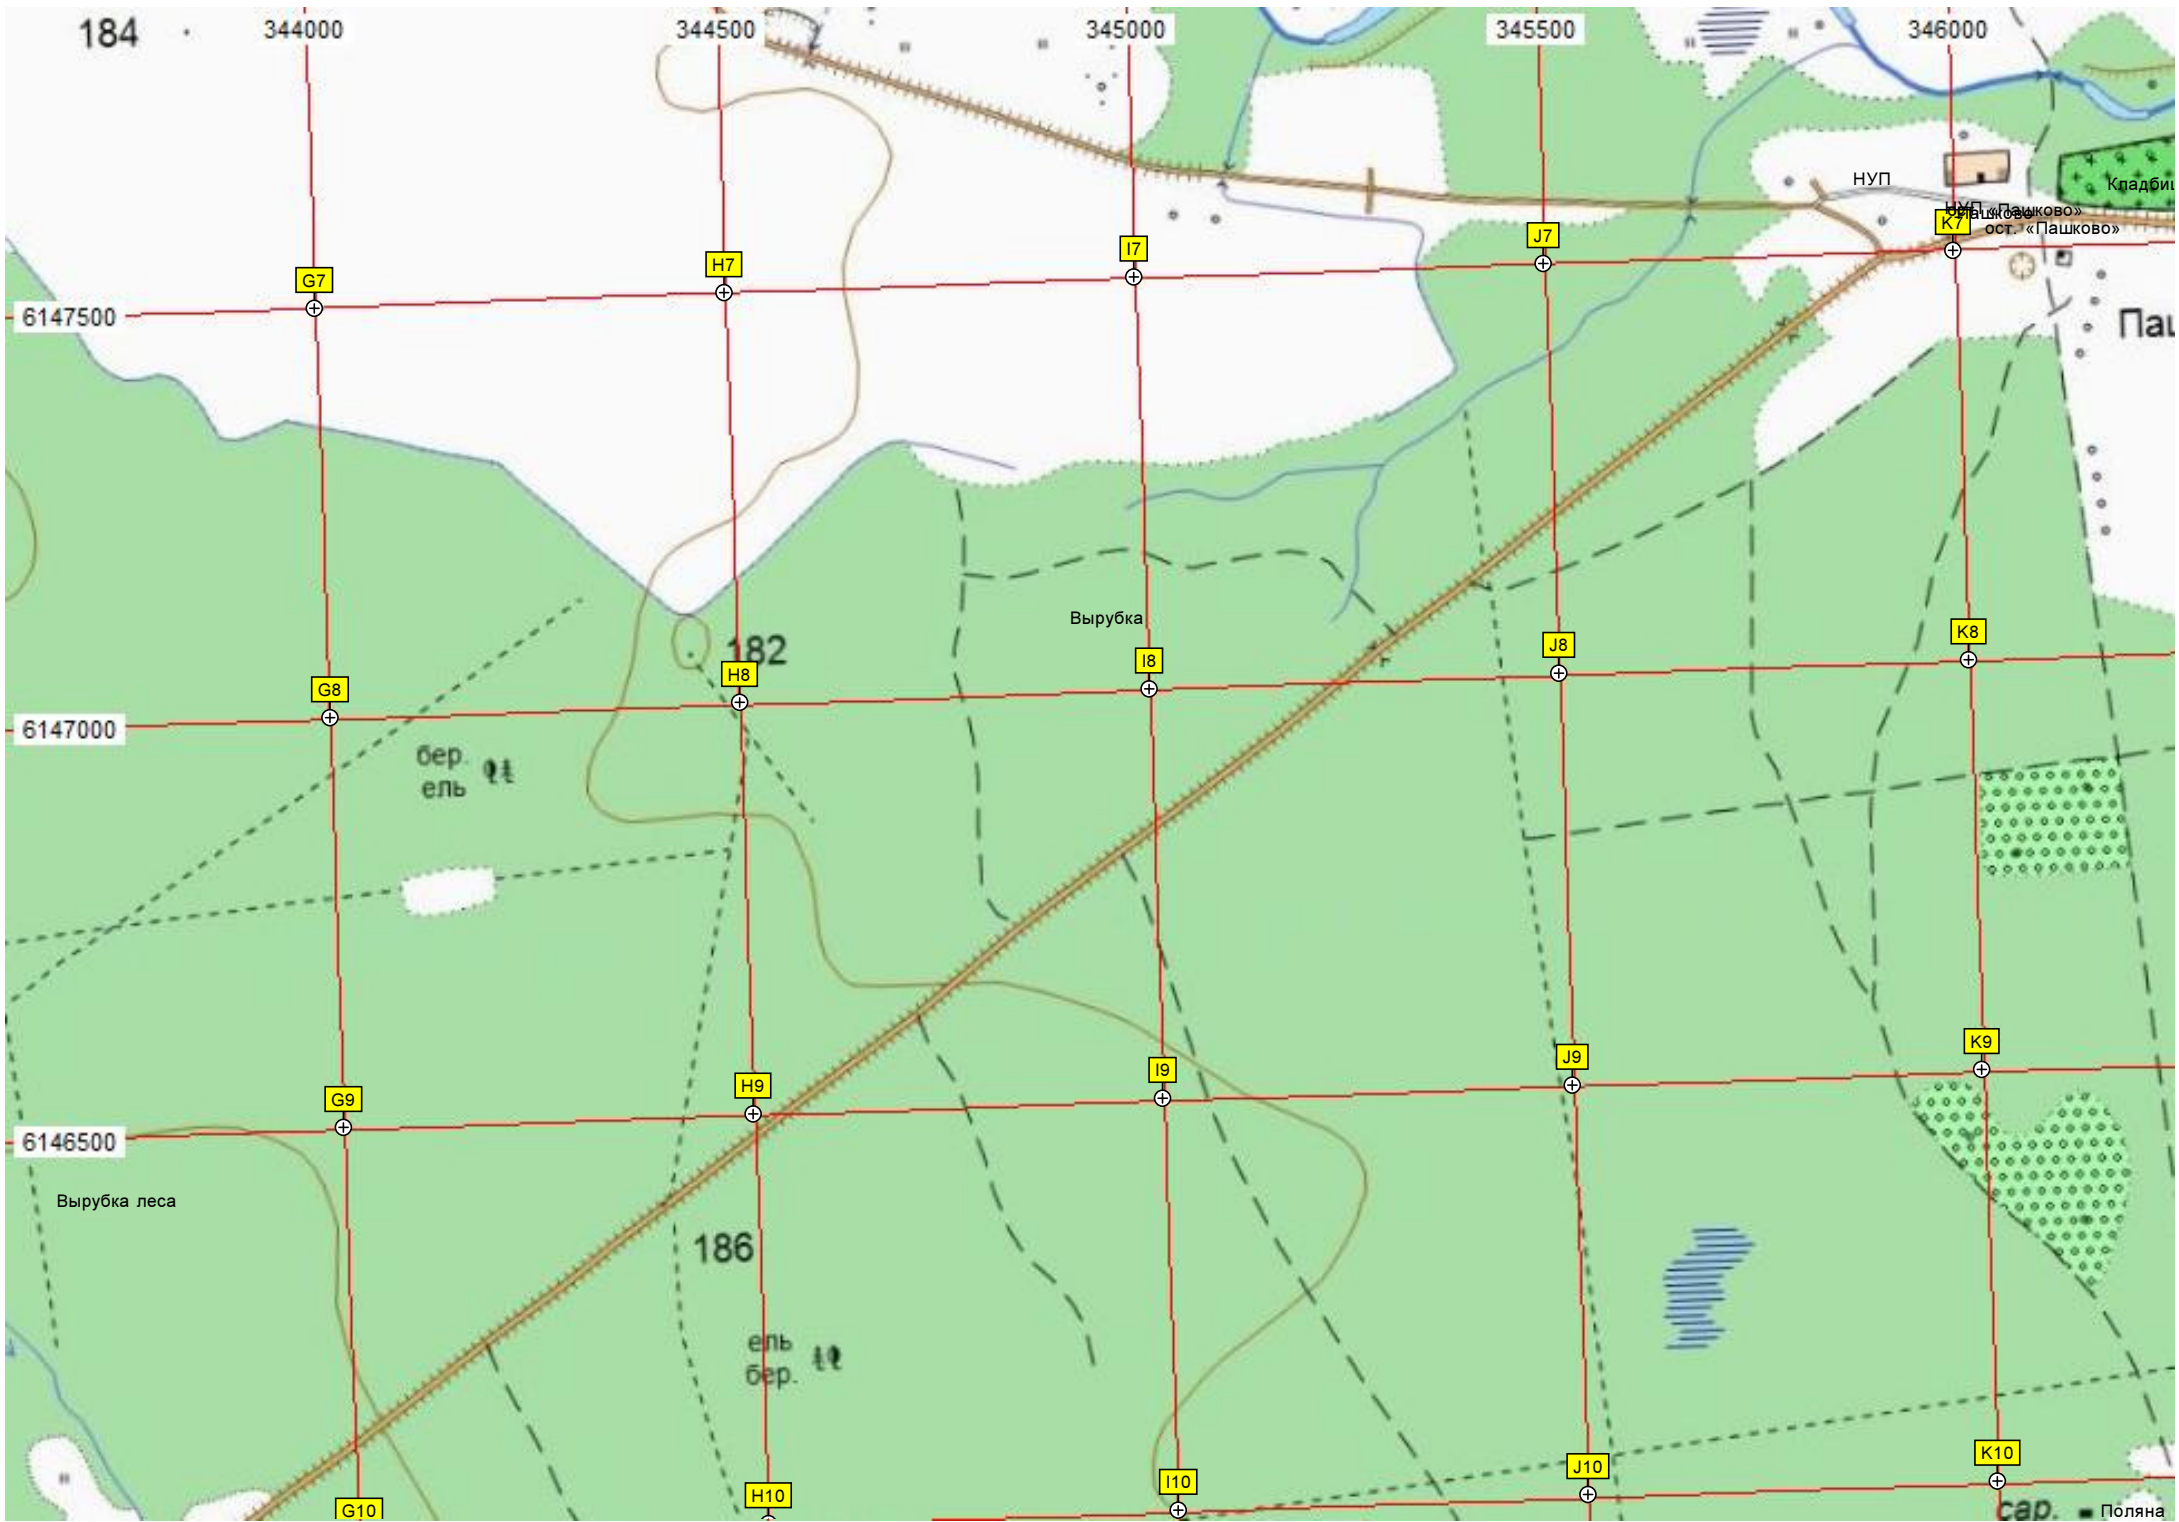 184
344000
344500
345000
345500
346000
НУП
НУП «Пашково»
Пашково
ост. «Пашково»
G7
H7
I7
J7
K7
6147500
Вырубка
182
G8
H8
I8
J8
K8
6147000
бер.
ель
G9
H9
I9
J9
K9
6146500
Вырубка леса
186
ель
бер.
G10
H10
I10
J10
K10
сар.
Поляна